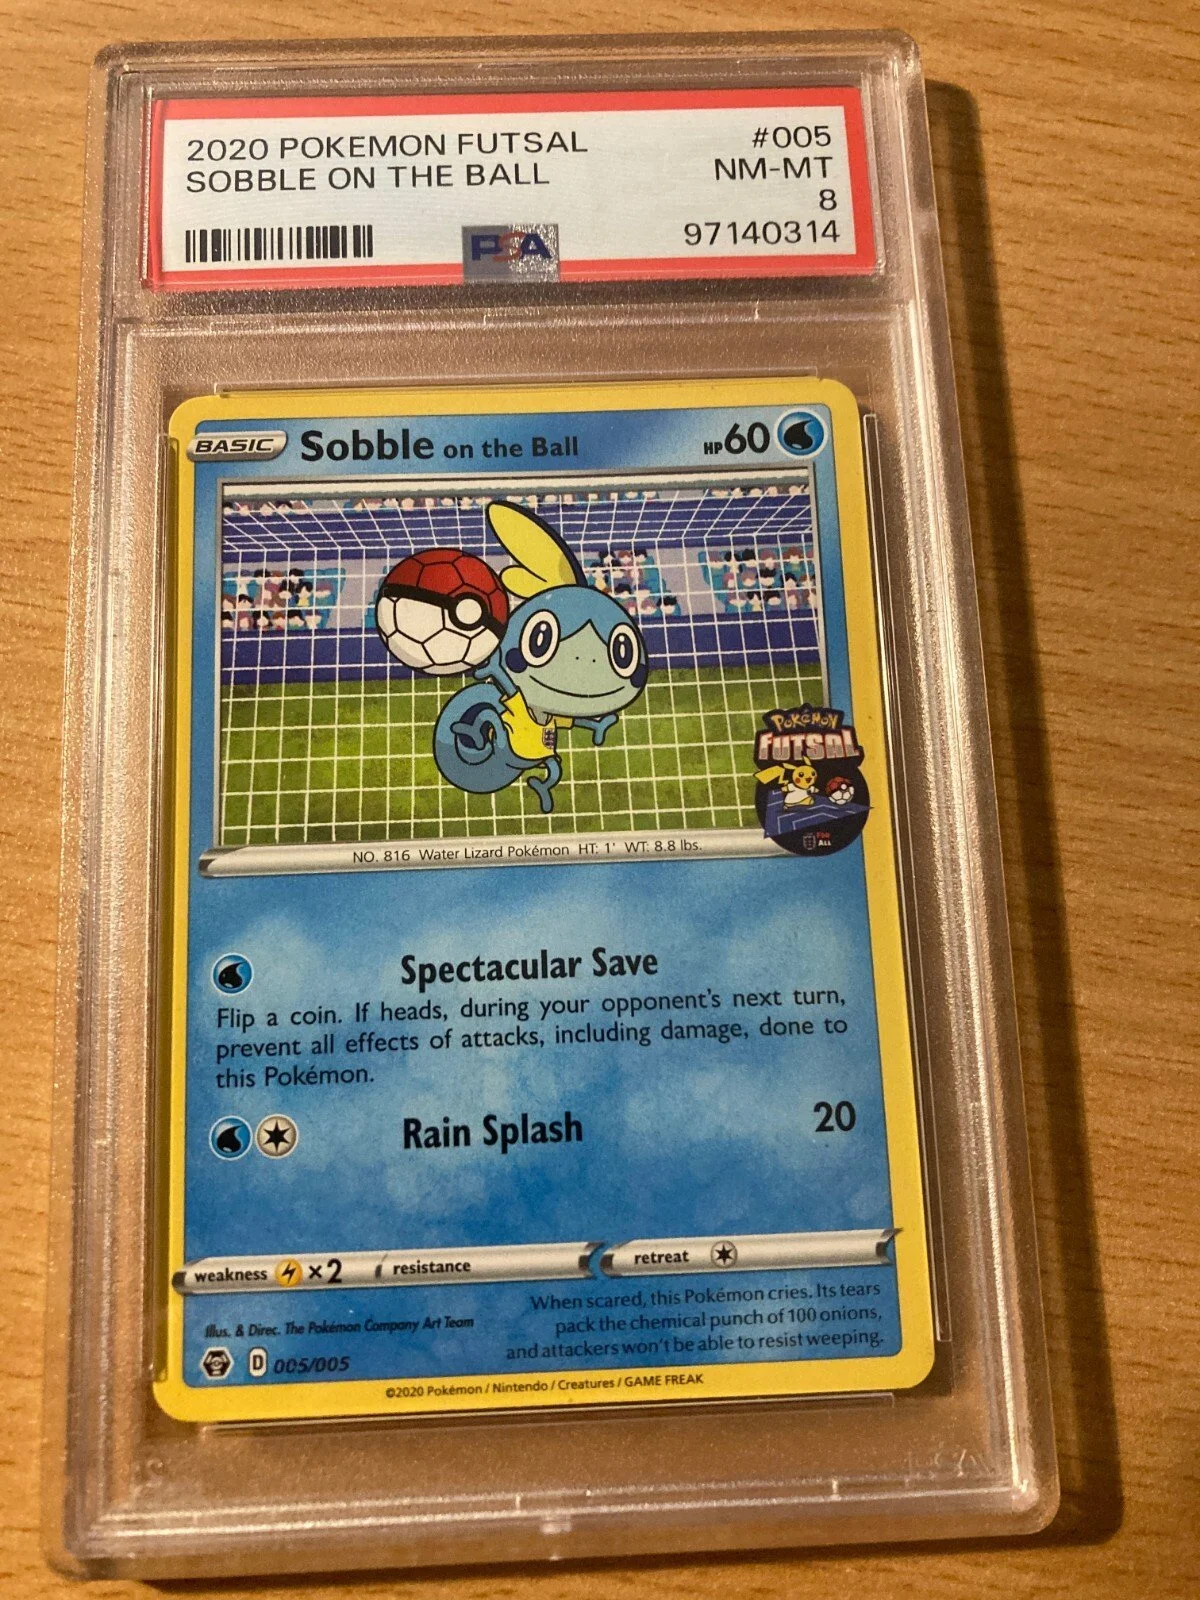 2020 POKEMON FUTSAL #005
SOBBLE ON THE BALL NM-MT
8
PSA 97140314
BASIC Sobble on the Ball HP60
POKéMON
FUTSAL
FOR
ALL
NO. 816 Water Lizard Pokémon HT: 1' WT: 8.8 lbs.
Spectacular Save
Flip a coin. If heads, during your opponent's next turn,
prevent all effects of attacks, including damage, done to
this Pokémon.
Rain Splash 20
weakness ×2 resistance retreat
When scared, this Pokémon cries. Its tears
pack the chemical punch of 100 onions,
and attackers won't be able to resist weeping.
Illus. & Direc. The Pokémon Company Art Team
D 005/005
©2020 Pokémon / Nintendo / Creatures / GAME FREAK